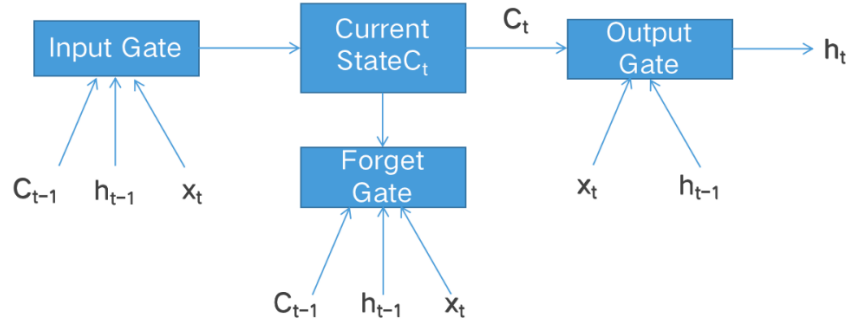 Input Gate
Current
StateCₜ
Cₜ
Output
Gate
hₜ
Cₜ₋₁
hₜ₋₁
xₜ
Forget
Gate
xₜ
hₜ₋₁
Cₜ₋₁
hₜ₋₁
xₜ